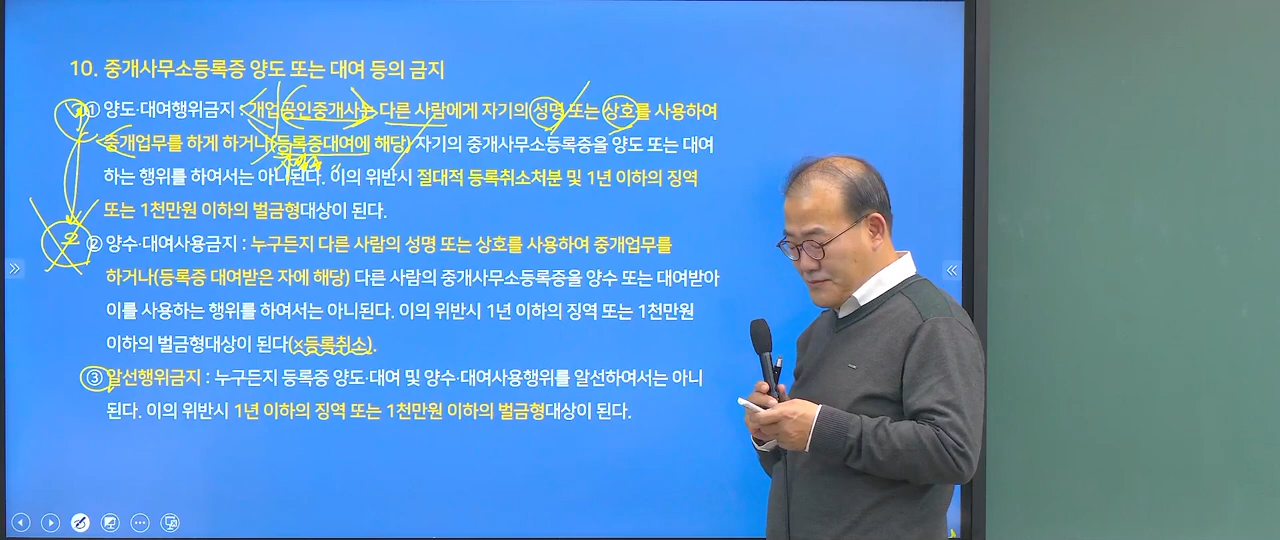 10. 중개사무소등록증 양도 또는 대여 등의 금지
① 양도·대여행위금지 : 개업공인중개사는 다른 사람에게 자기의 성명 또는 상호를 사용하여
중개업무를 하게 하거나(등록증대여에 해당) 자기의 중개사무소등록증을 양도 또는 대여
하는 행위를 하여서는 아니된다. 이의 위반시 절대적 등록취소처분 및 1년 이하의 징역
또는 1천만원 이하의 벌금형대상이 된다.
② 양수·대여사용금지 : 누구든지 다른 사람의 성명 또는 상호를 사용하여 중개업무를
하거나(등록증 대여받은 자에 해당) 다른 사람의 중개사무소등록증을 양수 또는 대여받아
이를 사용하는 행위를 하여서는 아니된다. 이의 위반시 1년 이하의 징역 또는 1천만원
이하의 벌금형대상이 된다(x등록취소).
③ 알선행위금지 : 누구든지 등록증 양도·대여 및 양수·대여사용행위를 알선하여서는 아니
된다. 이의 위반시 1년 이하의 징역 또는 1천만원 이하의 벌금형대상이 된다.